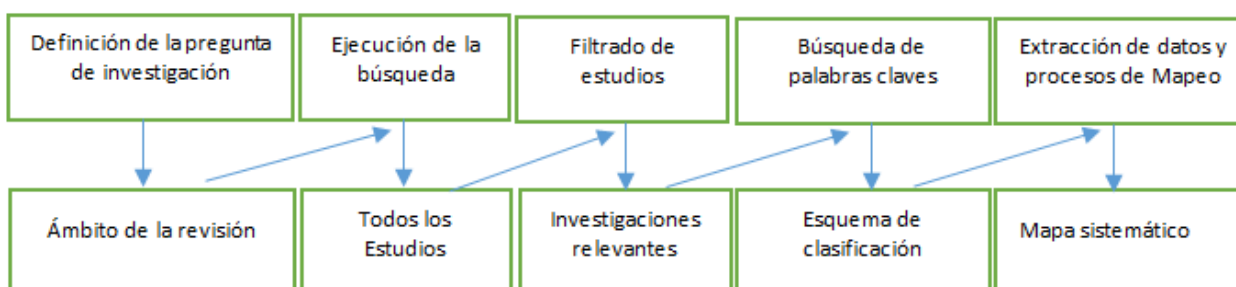 Definición de la pregunta
de investigación
Ejecución de la
búsqueda
Filtrado de
estudios
Búsqueda de
palabras claves
Extracción de datos y
procesos de Mapeo
Ámbito de la revisión
Todos los
Estudios
Investigaciones
relevantes
Esquema de
clasificación
Mapa sistemático